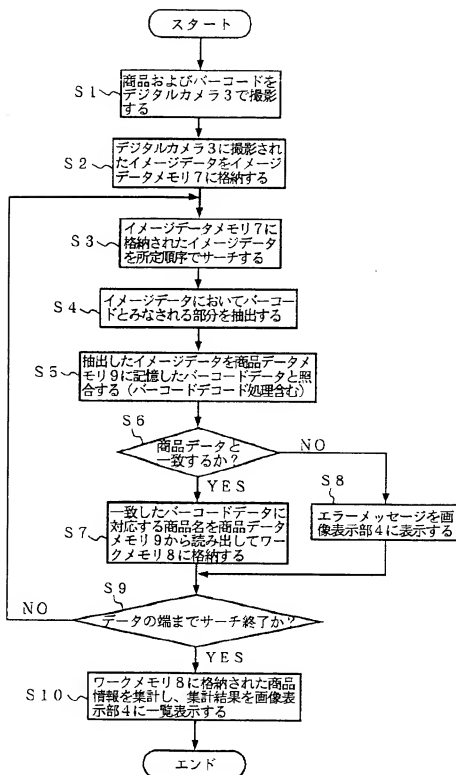 スタート
S1
商品およびバーコードを
デジタルカメラ3で撮影
する
S2
デジタルカメラ3に撮影され
たイメージデータをイメージ
データメモリ7に格納する
S3
イメージデータメモリ7に
格納されたイメージデータ
を所定順序でサーチする
S4
イメージデータにおいてバーコー
ドとみなされる部分を抽出する
S5
抽出したイメージデータを商品データメ
モリ9に記憶したバーコードデータと照
合する（バーコードデコード処理含む）
S6
商品データと
一致するか？
NO
YES
S7
一致したバーコードデータに
対応する商品名を商品データ
メモリ9から読み出してワー
クメモリ8に格納する
S8
エラーメッセージを画
像表示部4に表示する
S9
データの端までサーチ終了か？
NO
YES
S10
ワークメモリ8に格納された商品
情報を集計し、集計結果を画像表
示部4に一覧表示する
エンド